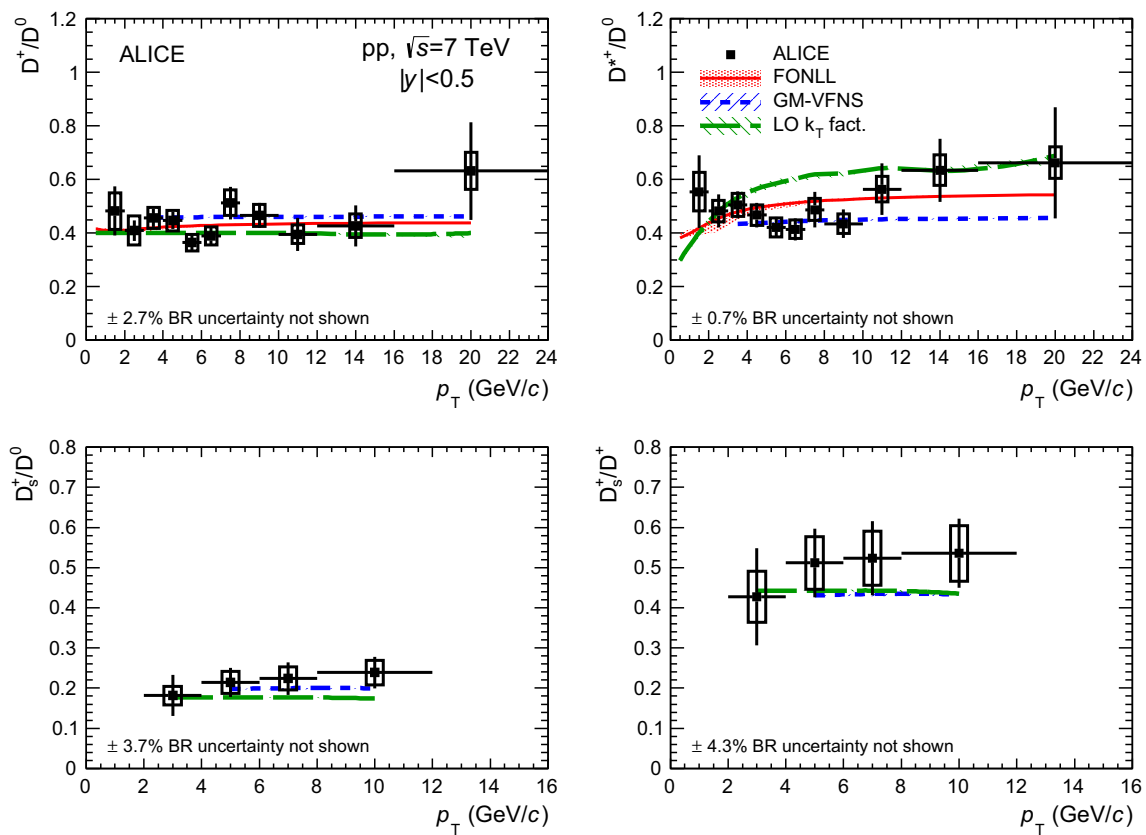 D⁺/D⁰
ALICE
pp, √s=7 TeV
|y|<0.5
± 2.7% BR uncertainty not shown
1.2
1
0.8
0.6
0.4
0.2
0
0 2 4 6 8 10 12 14 16 18 20 22 24
p_T (GeV/c)
D*⁺/D⁰
ALICE
FONLL
GM-VFNS
LO k_T fact.
± 0.7% BR uncertainty not shown
1.2
1
0.8
0.6
0.4
0.2
0
0 2 4 6 8 10 12 14 16 18 20 22 24
p_T (GeV/c)
D_s⁺/D⁰
± 3.7% BR uncertainty not shown
0.8
0.7
0.6
0.5
0.4
0.3
0.2
0.1
0
0 2 4 6 8 10 12 14 16
p_T (GeV/c)
D_s⁺/D⁺
± 4.3% BR uncertainty not shown
0.8
0.7
0.6
0.5
0.4
0.3
0.2
0.1
0
0 2 4 6 8 10 12 14 16
p_T (GeV/c)